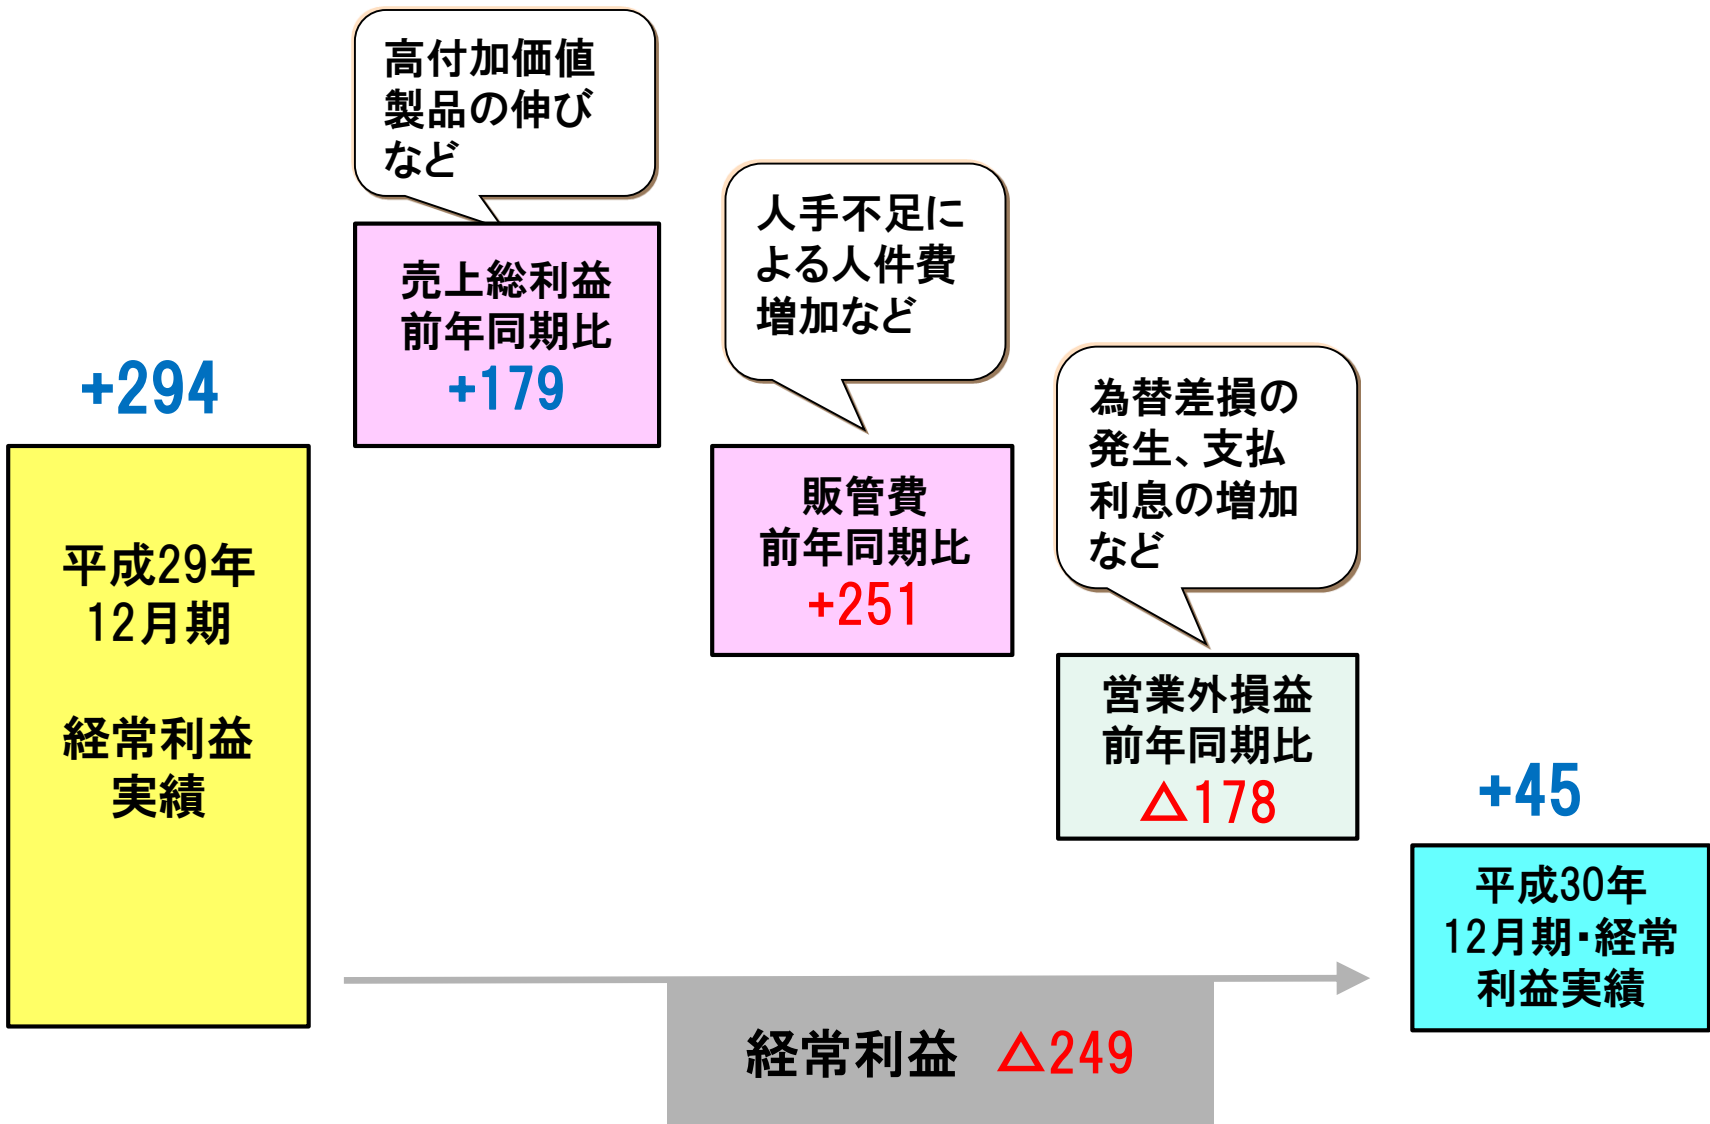 +294
平成29年
12月期
経常利益
実績
高付加価値
製品の伸び
など
売上総利益
前年同期比
+179
人手不足に
よる人件費
増加など
販管費
前年同期比
+251
為替差損の
発生、支払
利息の増加
など
営業外損益
前年同期比
△178
+45
平成30年
12月期・経常
利益実績
経常利益 △249